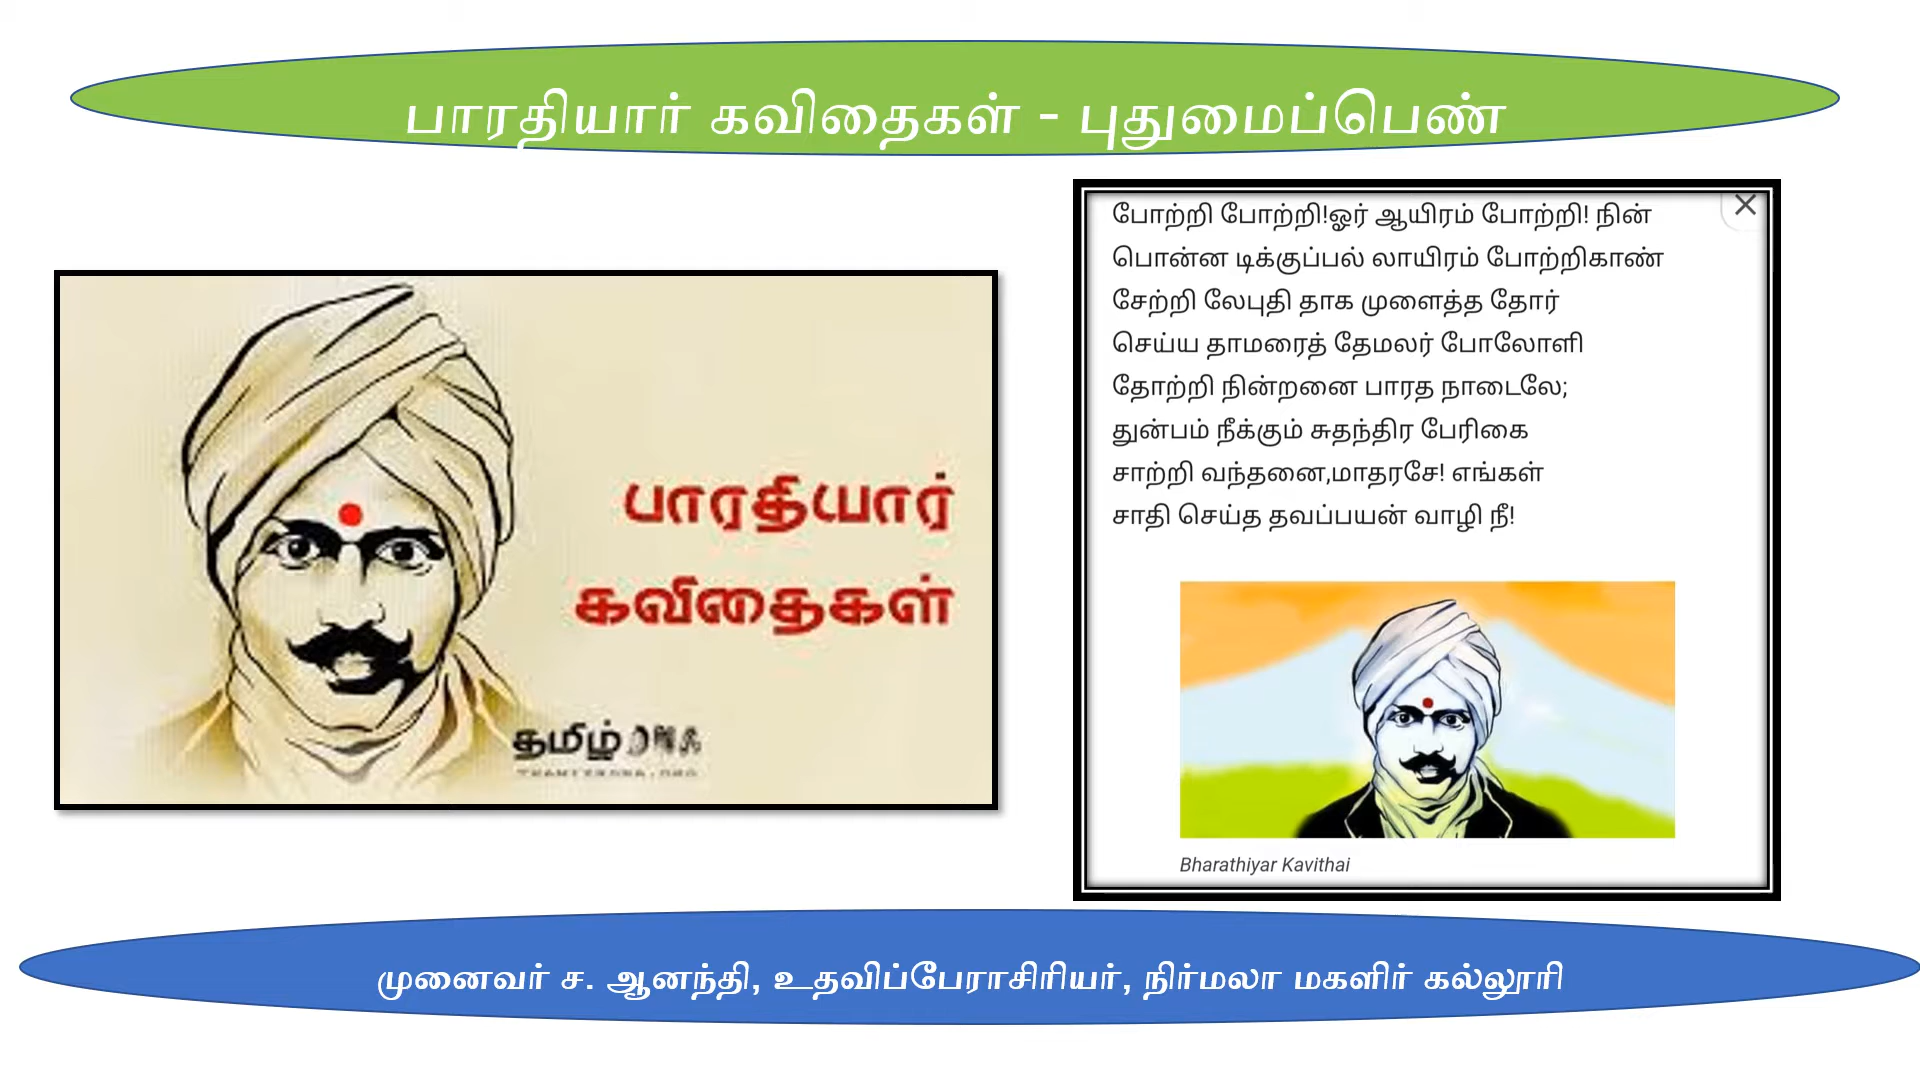 பாரதியார் கவிதைகள் - புதுமைப்பெண்
பாரதியார்
கவிதைகள்
தமிழ்DNA
போற்றி போற்றி!ஓர் ஆயிரம் போற்றி! நின்
பொன்ன டிக்குப்பல் லாயிரம் போற்றிகாண்
சேற்றி லேபுதி தாக முளைத்த தோர்
செய்ய தாமரைத் தேமலர் போலோளி
தோற்றி நின்றனை பாரத நாடைலே;
துன்பம் நீக்கும் சுதந்திர பேரிகை
சாற்றி வந்தனை,மாதரசே! எங்கள்
சாதி செய்த தவப்பயன் வாழி நீ!
Bharathiyar Kavithai
முனைவர் ச. ஆனந்தி, உதவிப்பேராசிரியர், நிர்மலா மகளிர் கல்லூரி